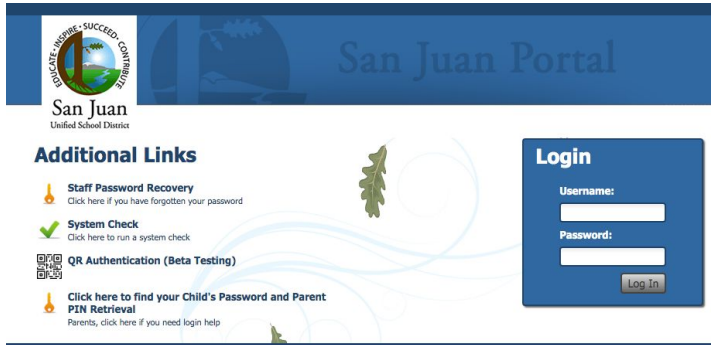 EDUCATE · INSPIRE · SUCCEED · CONTRIBUTE
San Juan
Unified School District
San Juan Portal
Additional Links
Staff Password Recovery
Click here if you have forgotten your password
System Check
Click here to run a system check
QR Authentication (Beta Testing)
Click here to find your Child's Password and Parent
PIN Retrieval
Parents, click here if you need login help
Login
Username:
Password:
Log In